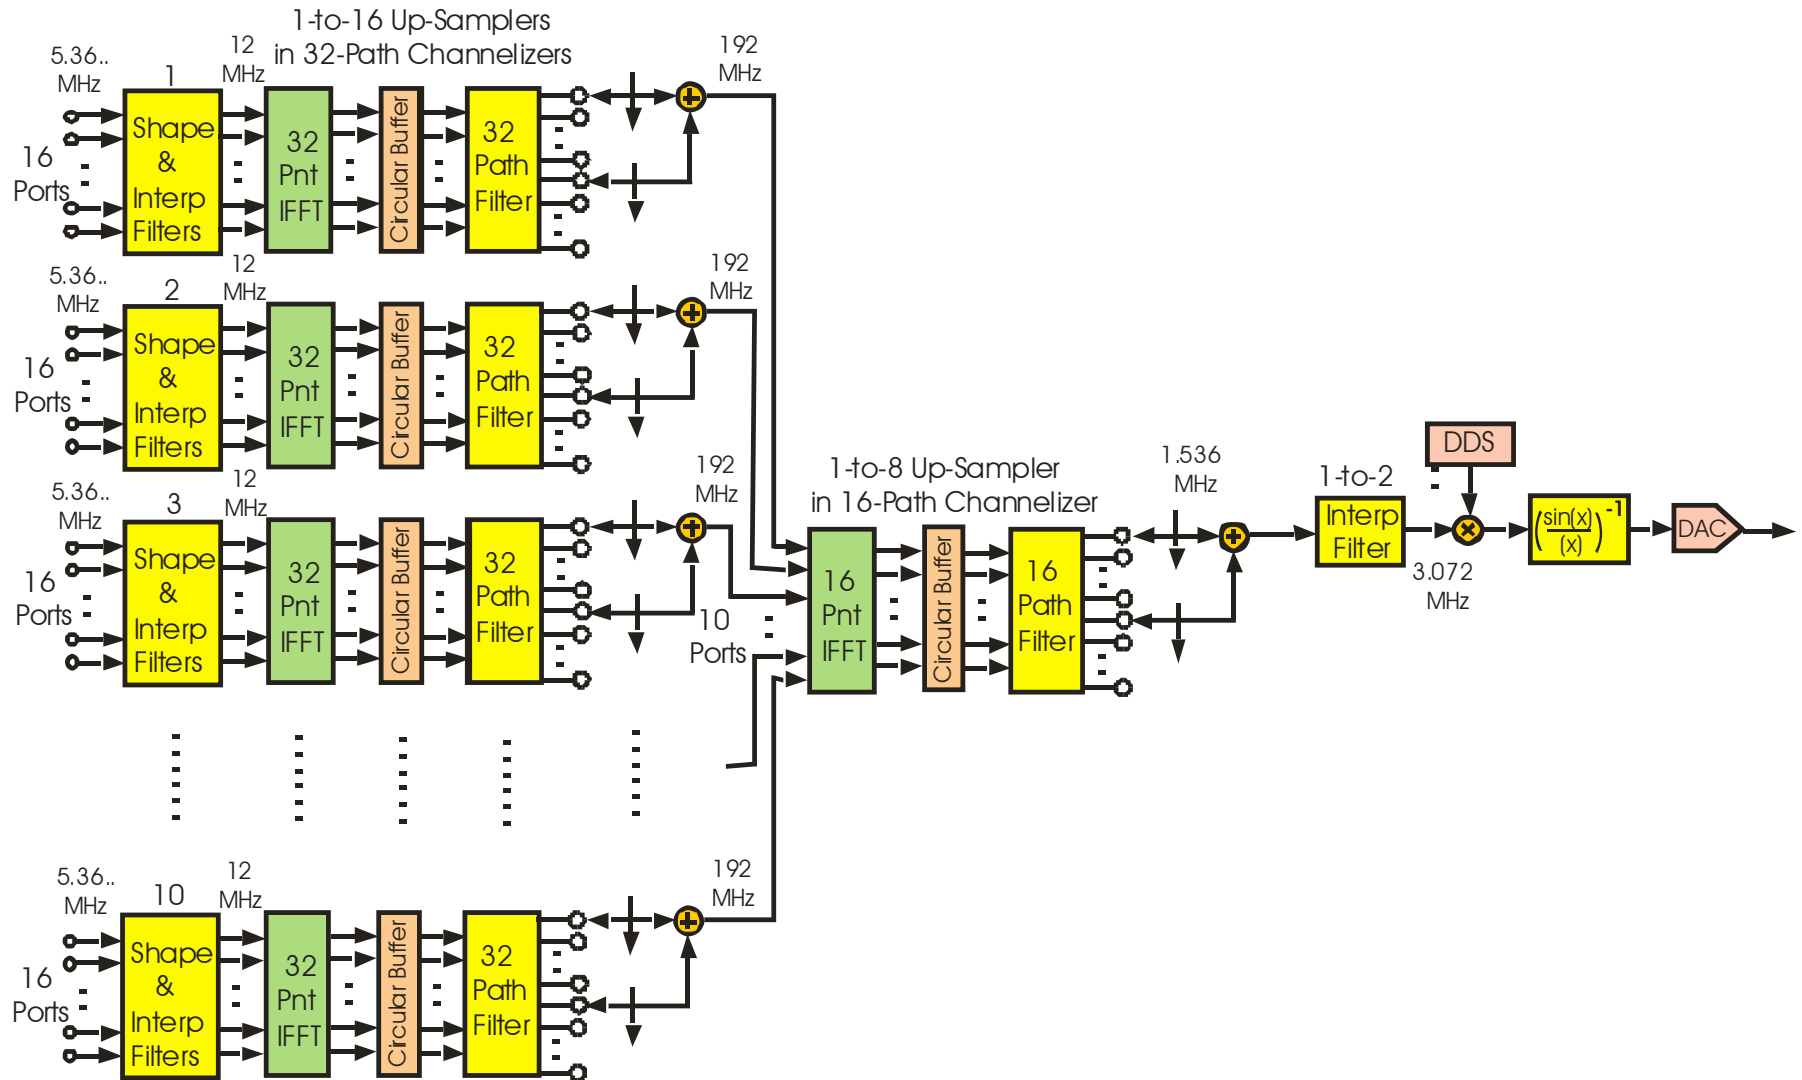 1-to-16 Up-Samplers
in 32-Path Channelizers
5.36..
MHz
1
12
MHz
192
MHz
16
Ports
Shape
&
Interp
Filters
32
Pnt
IFFT
Circular Buffer
32
Path
Filter
5.36..
MHz
2
12
MHz
192
MHz
16
Ports
Shape
&
Interp
Filters
32
Pnt
IFFT
Circular Buffer
32
Path
Filter
5.36..
MHz
3
12
MHz
192
MHz
16
Ports
Shape
&
Interp
Filters
32
Pnt
IFFT
Circular Buffer
32
Path
Filter
10
Ports
1-to-8 Up-Sampler
in 16-Path Channelizer
16
Pnt
IFFT
Circular Buffer
16
Path
Filter
1.536
MHz
1-to-2
Interp
Filter
DDS
3.072
MHz
(sin(x)/(x))-1
DAC
5.36..
MHz
10
12
MHz
192
MHz
16
Ports
Shape
&
Interp
Filters
32
Pnt
IFFT
Circular Buffer
32
Path
Filter